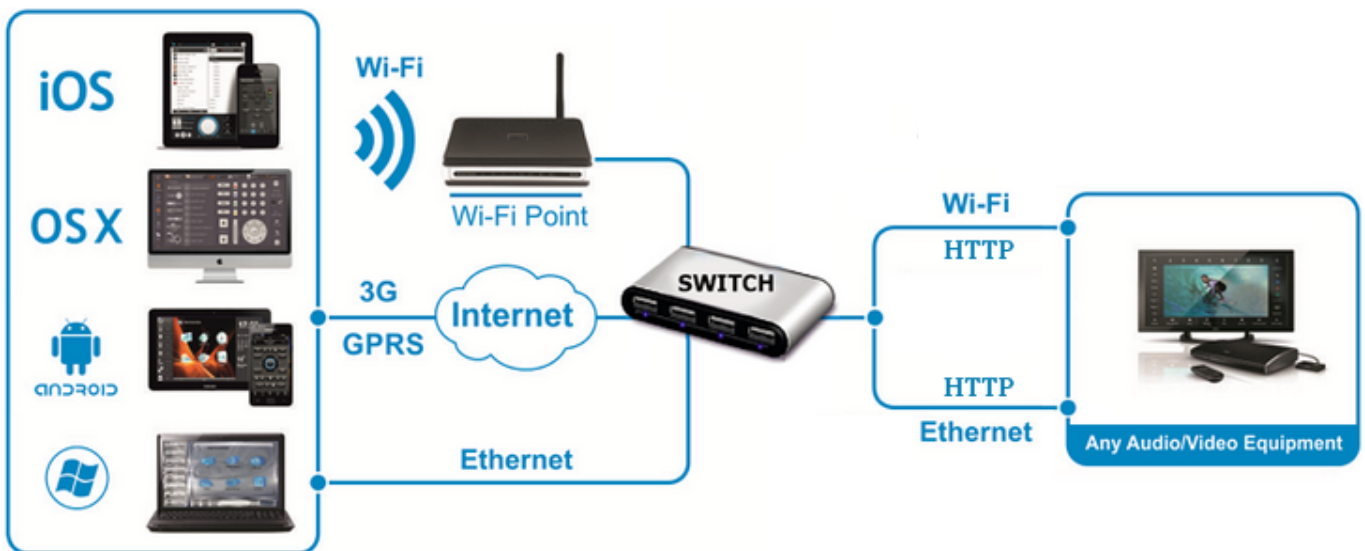 iOS
OS X
ANDROID
Wi-Fi
Wi-Fi Point
3G
GPRS
Internet
Ethernet
SWITCH
Wi-Fi
HTTP
HTTP
Ethernet
Any Audio/Video Equipment